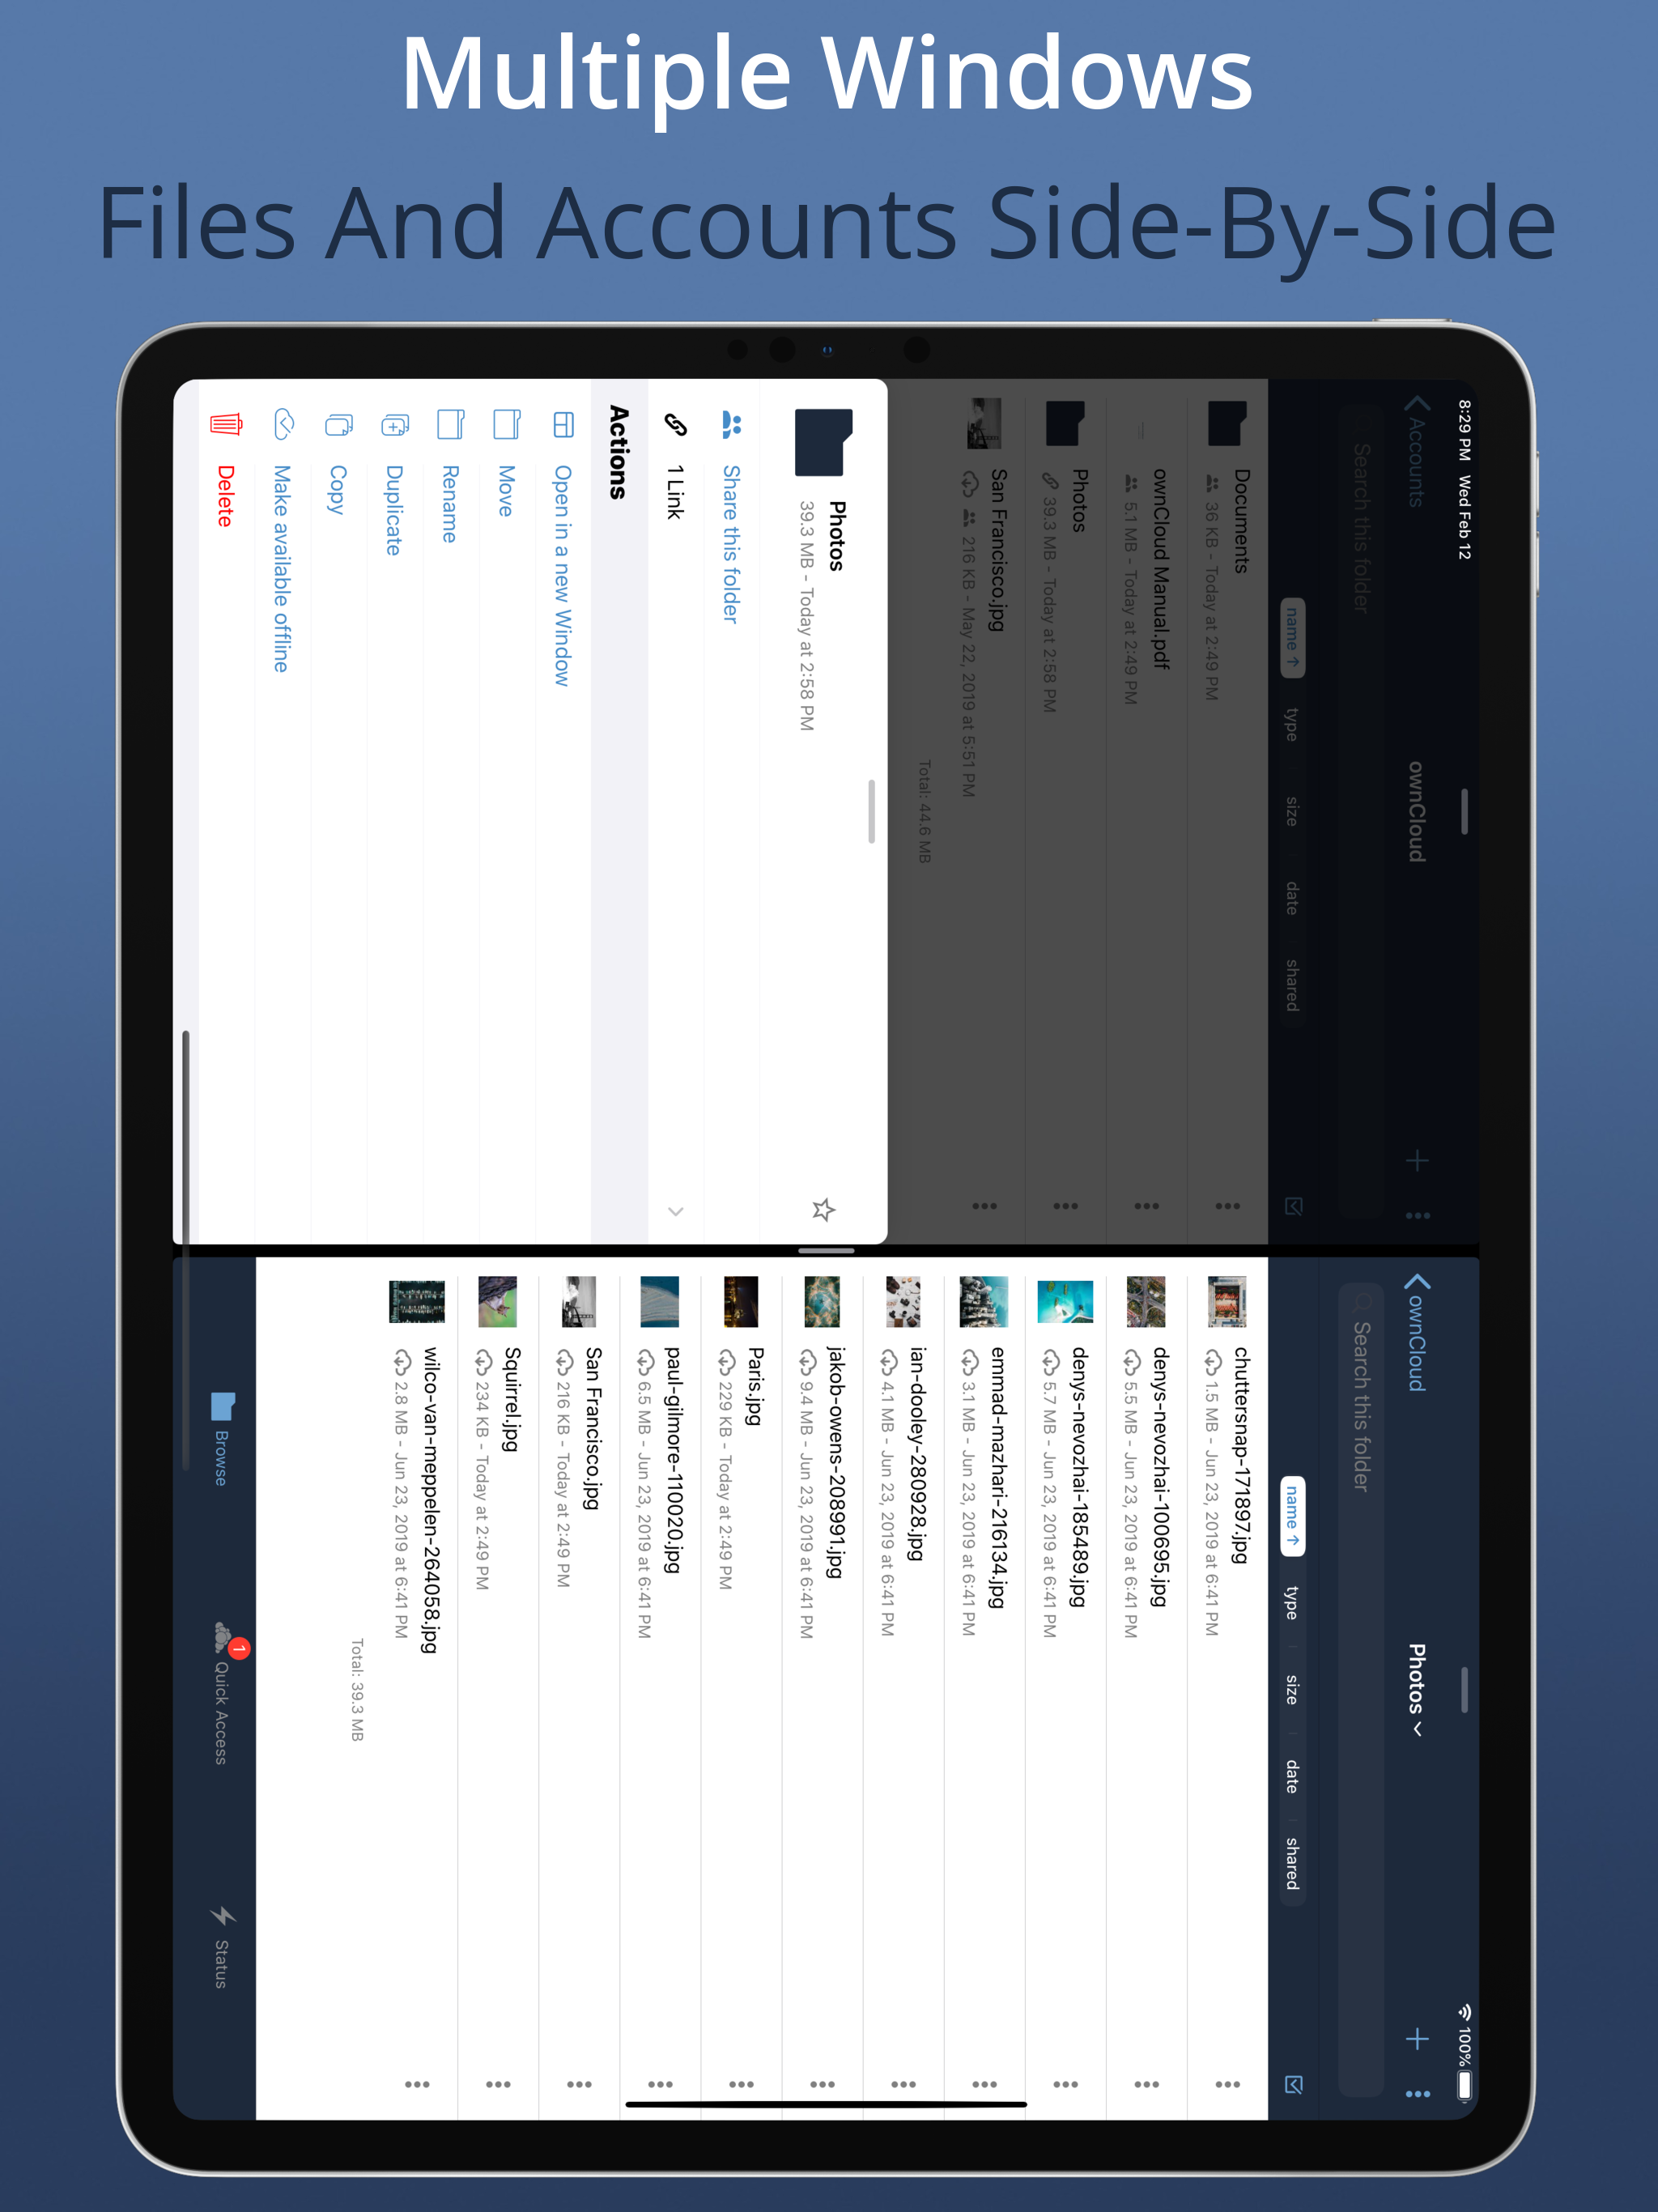 Multiple Windows
Files And Accounts Side-By-Side
8:29 PM Wed Feb 12
Accounts
ownCloud
Search this folder
name ↑ type size date shared
Documents
36 KB - Today at 2:49 PM
ownCloud Manual.pdf
5.1 MB - Today at 2:49 PM
Photos
39.3 MB - Today at 2:58 PM
San Francisco.jpg
216 KB - May 22, 2019 at 5:51 PM
Total: 44.6 MB
Photos
39.3 MB - Today at 2:58 PM
Share this folder
1 Link
Actions
Open in a new Window
Move
Rename
Duplicate
Copy
Make available offline
Delete
100%
ownCloud
Photos
Search this folder
name ↑ type size date shared
chuttersnap-171897.jpg
1.5 MB - Jun 23, 2019 at 6:41 PM
denys-nevozhai-100695.jpg
5.5 MB - Jun 23, 2019 at 6:41 PM
denys-nevozhai-185489.jpg
5.7 MB - Jun 23, 2019 at 6:41 PM
emmad-mazhari-216134.jpg
3.1 MB - Jun 23, 2019 at 6:41 PM
ian-dooley-280928.jpg
4.1 MB - Jun 23, 2019 at 6:41 PM
jakob-owens-208991.jpg
9.4 MB - Jun 23, 2019 at 6:41 PM
Paris.jpg
229 KB - Today at 2:49 PM
paul-gilmore-110020.jpg
6.5 MB - Jun 23, 2019 at 6:41 PM
San Francisco.jpg
216 KB - Today at 2:49 PM
Squirrel.jpg
234 KB - Today at 2:49 PM
wilco-van-meppelen-264058.jpg
2.8 MB - Jun 23, 2019 at 6:41 PM
Total: 39.3 MB
Browse
1
Quick Access
Status